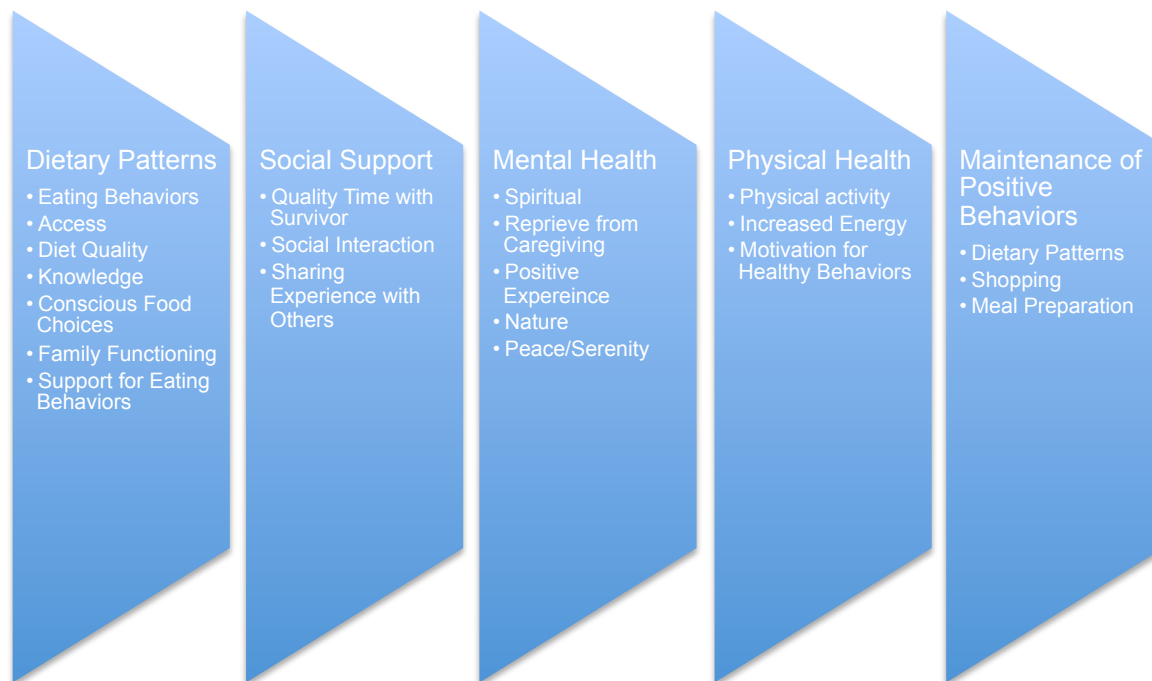 Dietary Patterns
• Eating Behaviors
• Access
• Diet Quality
• Knowledge
• Conscious Food
Choices
• Family Functioning
• Support for Eating
Behaviors
Social Support
• Quality Time with
Survivor
• Social Interaction
• Sharing
Experience with
Others
Mental Health
• Spiritual
• Reprieve from
Caregiving
• Positive
Expereince
• Nature
• Peace/Serenity
Physical Health
• Physical activity
• Increased Energy
• Motivation for
Healthy Behaviors
Maintenance of
Positive
Behaviors
• Dietary Patterns
• Shopping
• Meal Preparation